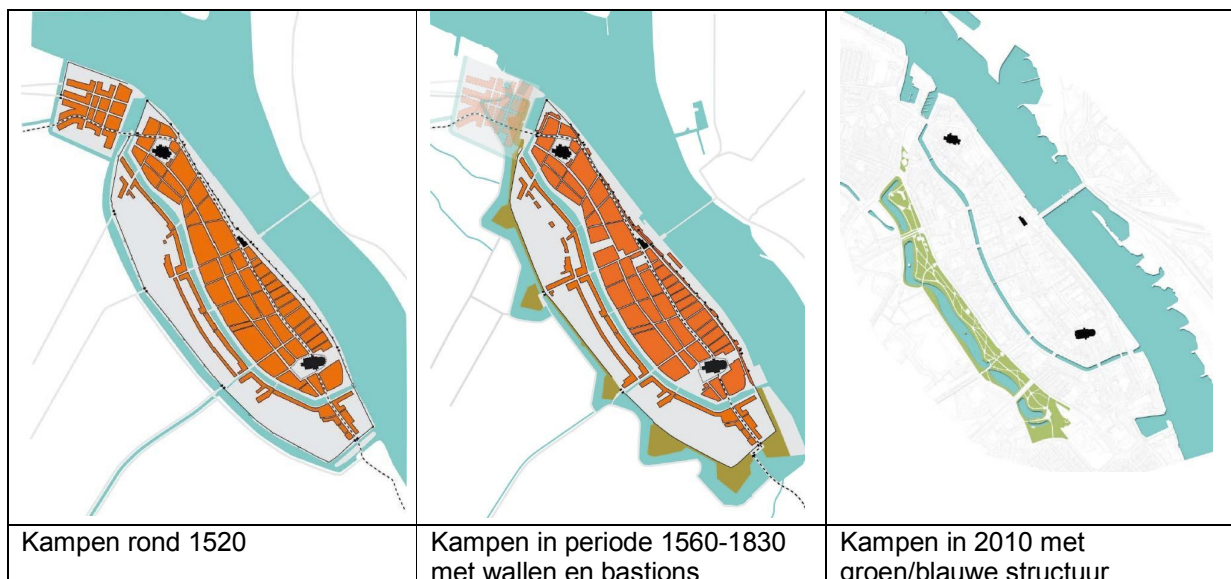 Kampen rond 1520
Kampen in periode 1560-1830
met wallen en bastions
Kampen in 2010 met
groen/blauwe structuur